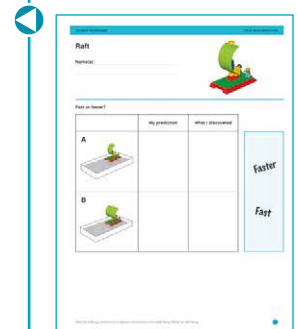 Raft
Name(s):
Fast or faster?
My prediction
What I discovered
A
B
Faster
Fast